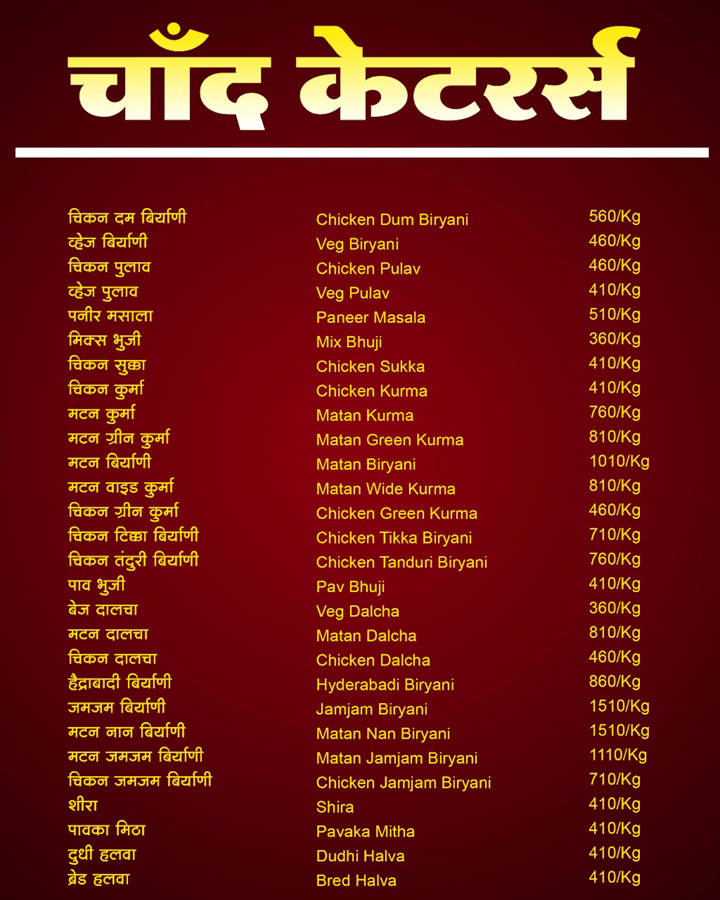 चाँद केटरर्स
चिकन दम बिर्याणी Chicken Dum Biryani 560/Kg
व्हेज बिर्याणी Veg Biryani 460/Kg
चिकन पुलाव Chicken Pulav 460/Kg
व्हेज पुलाव Veg Pulav 410/Kg
पनीर मसाला Paneer Masala 510/Kg
मिक्स भुजी Mix Bhuji 360/Kg
चिकन सुक्का Chicken Sukka 410/Kg
चिकन कुर्मा Chicken Kurma 410/Kg
मटन कुर्मा Matan Kurma 760/Kg
मटन ग्रीन कुर्मा Matan Green Kurma 810/Kg
मटन बिर्याणी Matan Biryani 1010/Kg
मटन वाइड कुर्मा Matan Wide Kurma 810/Kg
चिकन ग्रीन कुर्मा Chicken Green Kurma 460/Kg
चिकन टिक्का बिर्याणी Chicken Tikka Biryani 710/Kg
चिकन तंदुरी बिर्याणी Chicken Tanduri Biryani 760/Kg
पाव भुजी Pav Bhuji 410/Kg
बेज दालचा Veg Dalcha 360/Kg
मटन दालचा Matan Dalcha 810/Kg
चिकन दालचा Chicken Dalcha 460/Kg
हैद्राबादी बिर्याणी Hyderabadi Biryani 860/Kg
जमजम बिर्याणी Jamjam Biryani 1510/Kg
मटन नान बिर्याणी Matan Nan Biryani 1510/Kg
मटन जमजम बिर्याणी Matan Jamjam Biryani 1110/Kg
चिकन जमजम बिर्याणी Chicken Jamjam Biryani 710/Kg
शीरा Shira 410/Kg
पावका मिठा Pavaka Mitha 410/Kg
दुधी हलवा Dudhi Halva 410/Kg
ब्रेड हलवा Bred Halva 410/Kg